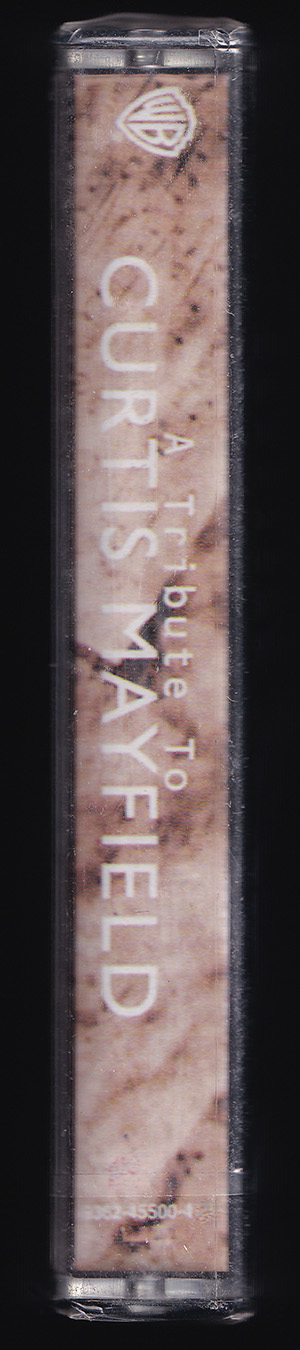 WB
A Tribute To
CURTIS MAYFIELD
9362-45500-4